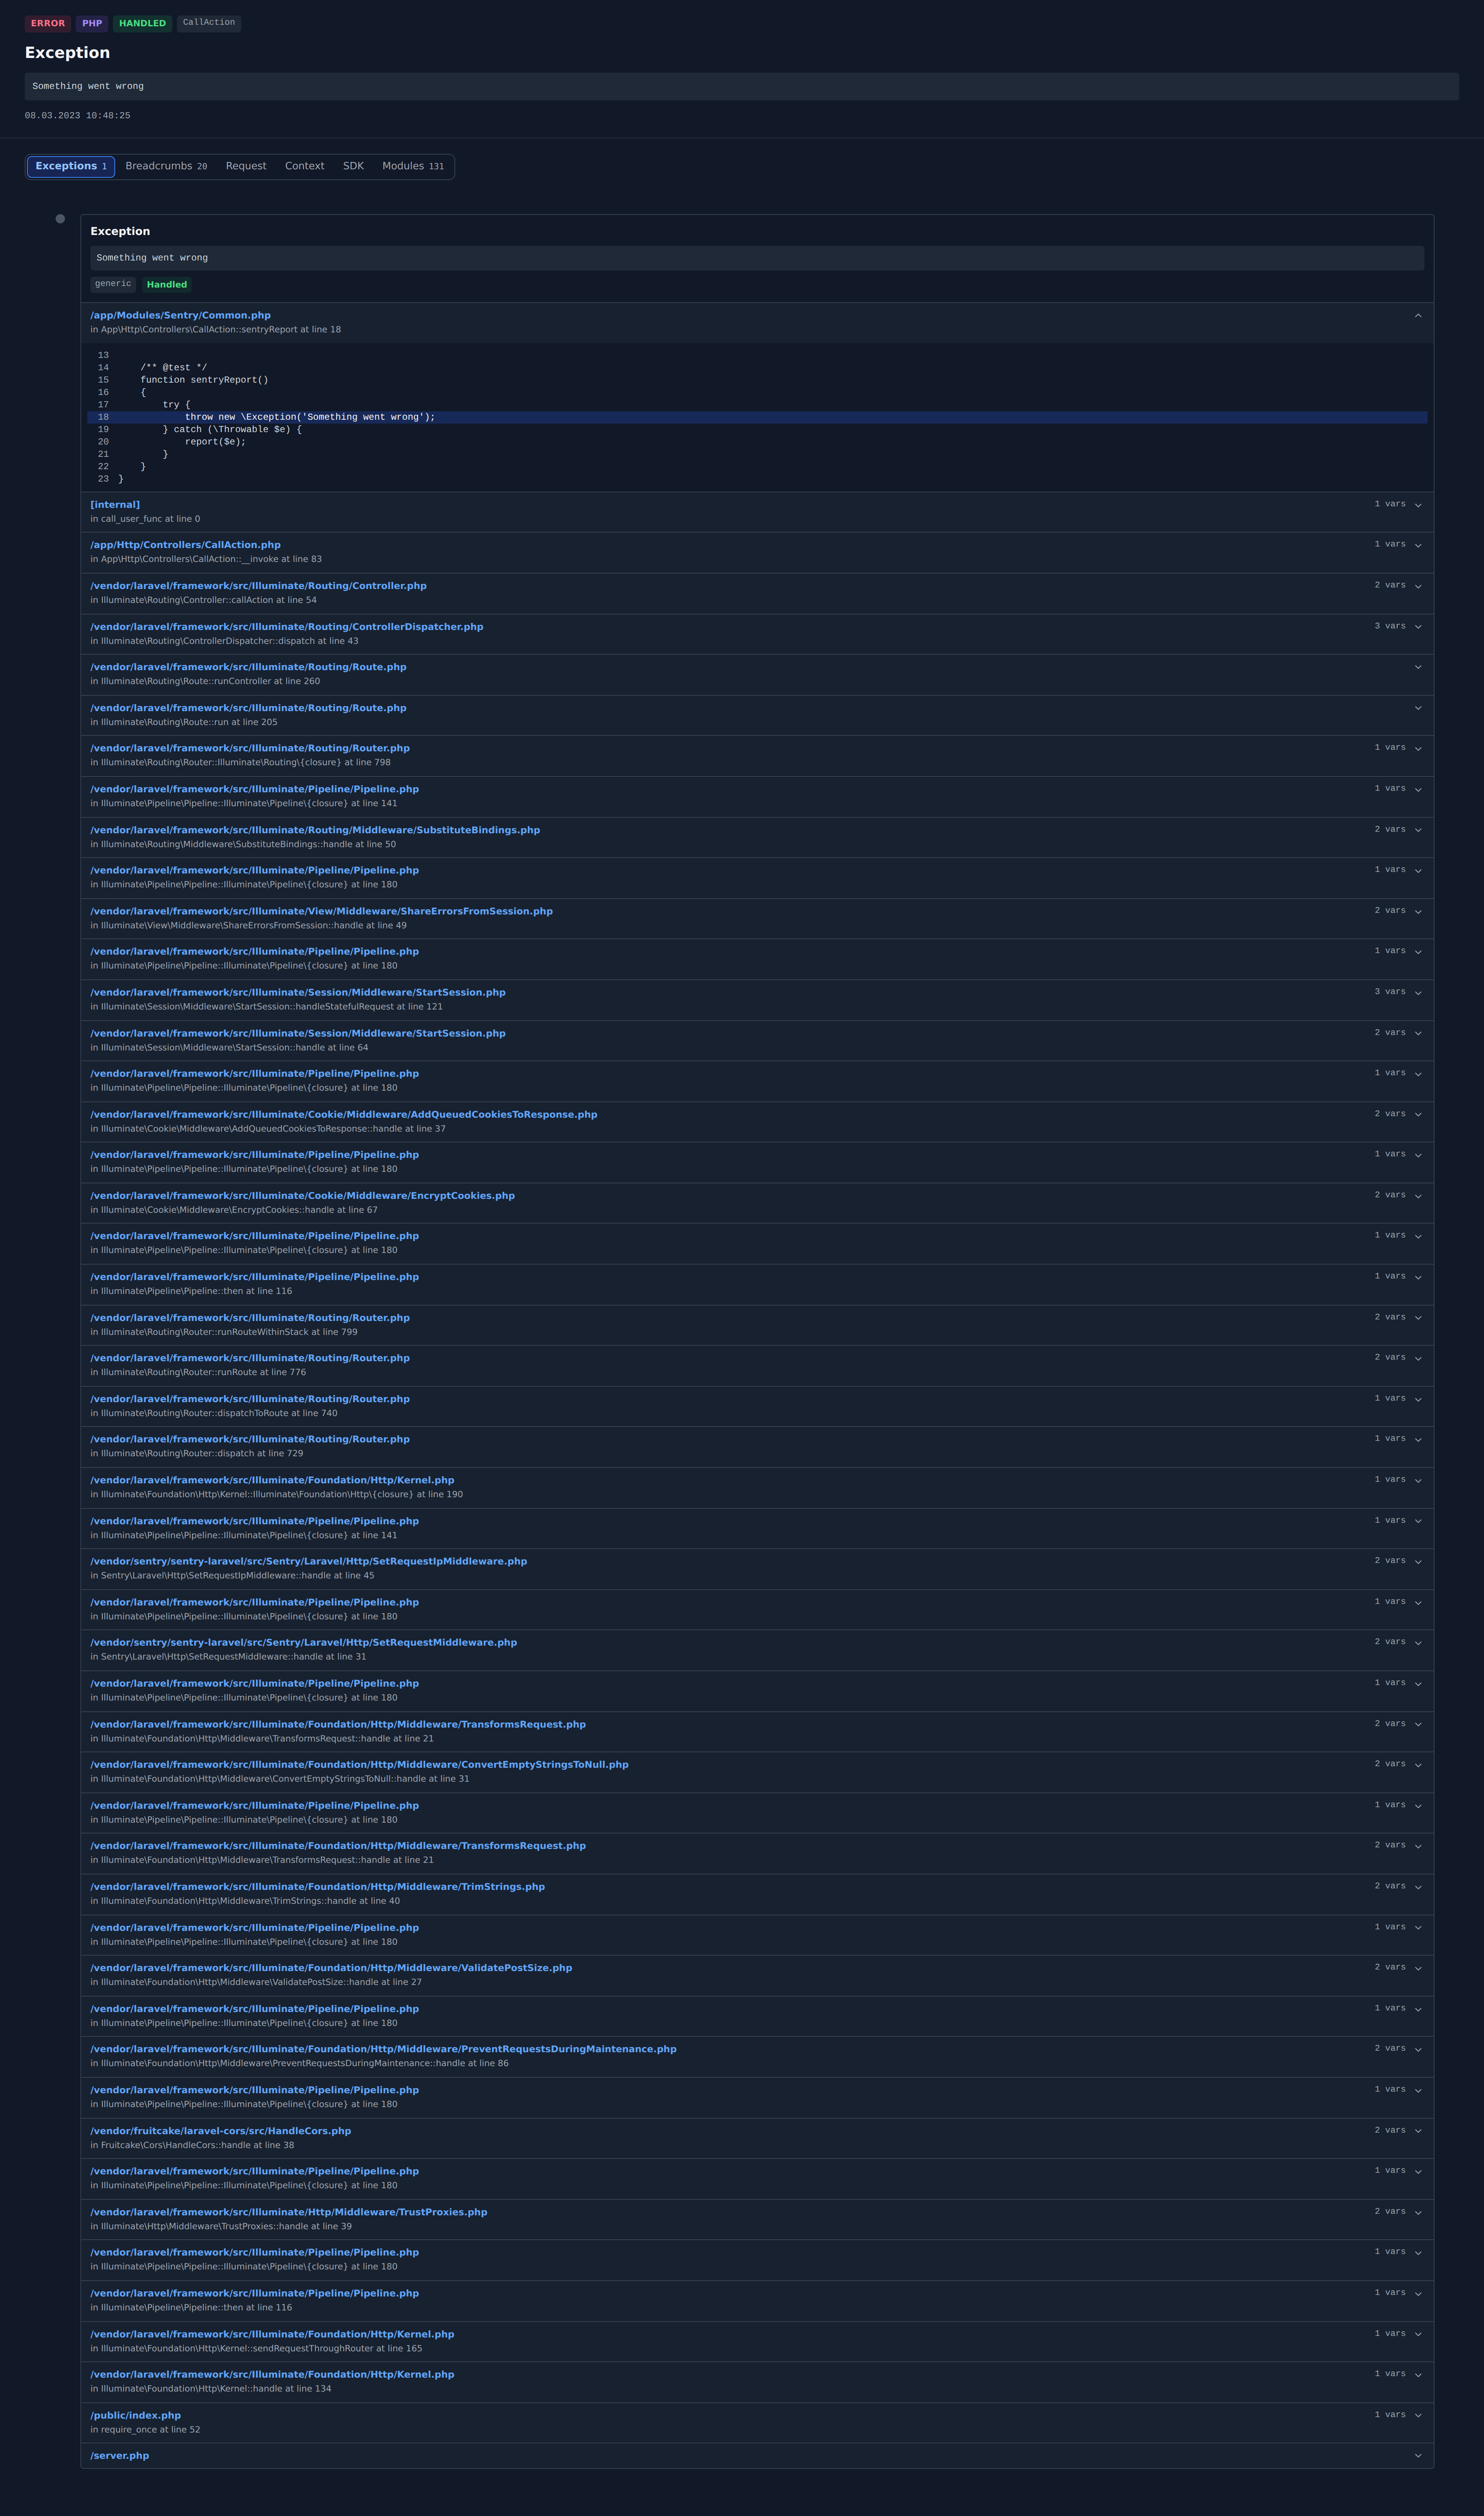 ERROR PHP HANDLED CallAction
Exception
Something went wrong
08.03.2023 10:48:25
Exceptions 1 Breadcrumbs 20 Request Context SDK Modules 131
Exception
Something went wrong
generic Handled
/app/Modules/Sentry/Common.php
in App\Http\Controllers\CallAction::sentryReport at line 18
13
14     /** @test */
15     function sentryReport()
16     {
17         try {
18             throw new \Exception('Something went wrong');
19         } catch (\Throwable $e) {
20             report($e);
21         }
22     }
23 }
[internal] 1 vars
in call_user_func at line 0
/app/Http/Controllers/CallAction.php 1 vars
in App\Http\Controllers\CallAction::__invoke at line 83
/vendor/laravel/framework/src/Illuminate/Routing/Controller.php 2 vars
in Illuminate\Routing\Controller::callAction at line 54
/vendor/laravel/framework/src/Illuminate/Routing/ControllerDispatcher.php 3 vars
in Illuminate\Routing\ControllerDispatcher::dispatch at line 43
/vendor/laravel/framework/src/Illuminate/Routing/Route.php
in Illuminate\Routing\Route::runController at line 260
/vendor/laravel/framework/src/Illuminate/Routing/Route.php
in Illuminate\Routing\Route::run at line 205
/vendor/laravel/framework/src/Illuminate/Routing/Router.php 1 vars
in Illuminate\Routing\Router::Illuminate\Routing\{closure} at line 798
/vendor/laravel/framework/src/Illuminate/Pipeline/Pipeline.php 1 vars
in Illuminate\Pipeline\Pipeline::Illuminate\Pipeline\{closure} at line 141
/vendor/laravel/framework/src/Illuminate/Routing/Middleware/SubstituteBindings.php 2 vars
in Illuminate\Routing\Middleware\SubstituteBindings::handle at line 50
/vendor/laravel/framework/src/Illuminate/Pipeline/Pipeline.php 1 vars
in Illuminate\Pipeline\Pipeline::Illuminate\Pipeline\{closure} at line 180
/vendor/laravel/framework/src/Illuminate/View/Middleware/ShareErrorsFromSession.php 2 vars
in Illuminate\View\Middleware\ShareErrorsFromSession::handle at line 49
/vendor/laravel/framework/src/Illuminate/Pipeline/Pipeline.php 1 vars
in Illuminate\Pipeline\Pipeline::Illuminate\Pipeline\{closure} at line 180
/vendor/laravel/framework/src/Illuminate/Session/Middleware/StartSession.php 3 vars
in Illuminate\Session\Middleware\StartSession::handleStatefulRequest at line 121
/vendor/laravel/framework/src/Illuminate/Session/Middleware/StartSession.php 2 vars
in Illuminate\Session\Middleware\StartSession::handle at line 64
/vendor/laravel/framework/src/Illuminate/Pipeline/Pipeline.php 1 vars
in Illuminate\Pipeline\Pipeline::Illuminate\Pipeline\{closure} at line 180
/vendor/laravel/framework/src/Illuminate/Cookie/Middleware/AddQueuedCookiesToResponse.php 2 vars
in Illuminate\Cookie\Middleware\AddQueuedCookiesToResponse::handle at line 37
/vendor/laravel/framework/src/Illuminate/Pipeline/Pipeline.php 1 vars
in Illuminate\Pipeline\Pipeline::Illuminate\Pipeline\{closure} at line 180
/vendor/laravel/framework/src/Illuminate/Cookie/Middleware/EncryptCookies.php 2 vars
in Illuminate\Cookie\Middleware\EncryptCookies::handle at line 67
/vendor/laravel/framework/src/Illuminate/Pipeline/Pipeline.php 1 vars
in Illuminate\Pipeline\Pipeline::Illuminate\Pipeline\{closure} at line 180
/vendor/laravel/framework/src/Illuminate/Pipeline/Pipeline.php 1 vars
in Illuminate\Pipeline\Pipeline::then at line 116
/vendor/laravel/framework/src/Illuminate/Routing/Router.php 2 vars
in Illuminate\Routing\Router::runRouteWithinStack at line 799
/vendor/laravel/framework/src/Illuminate/Routing/Router.php 2 vars
in Illuminate\Routing\Router::runRoute at line 776
/vendor/laravel/framework/src/Illuminate/Routing/Router.php 1 vars
in Illuminate\Routing\Router::dispatchToRoute at line 740
/vendor/laravel/framework/src/Illuminate/Routing/Router.php 1 vars
in Illuminate\Routing\Router::dispatch at line 729
/vendor/laravel/framework/src/Illuminate/Foundation/Http/Kernel.php 1 vars
in Illuminate\Foundation\Http\Kernel::Illuminate\Foundation\Http\{closure} at line 190
/vendor/laravel/framework/src/Illuminate/Pipeline/Pipeline.php 1 vars
in Illuminate\Pipeline\Pipeline::Illuminate\Pipeline\{closure} at line 141
/vendor/sentry/sentry-laravel/src/Sentry/Laravel/Http/SetRequestIpMiddleware.php 2 vars
in Sentry\Laravel\Http\SetRequestIpMiddleware::handle at line 45
/vendor/laravel/framework/src/Illuminate/Pipeline/Pipeline.php 1 vars
in Illuminate\Pipeline\Pipeline::Illuminate\Pipeline\{closure} at line 180
/vendor/sentry/sentry-laravel/src/Sentry/Laravel/Http/SetRequestMiddleware.php 2 vars
in Sentry\Laravel\Http\SetRequestMiddleware::handle at line 31
/vendor/laravel/framework/src/Illuminate/Pipeline/Pipeline.php 1 vars
in Illuminate\Pipeline\Pipeline::Illuminate\Pipeline\{closure} at line 180
/vendor/laravel/framework/src/Illuminate/Foundation/Http/Middleware/TransformsRequest.php 2 vars
in Illuminate\Foundation\Http\Middleware\TransformsRequest::handle at line 21
/vendor/laravel/framework/src/Illuminate/Foundation/Http/Middleware/ConvertEmptyStringsToNull.php 2 vars
in Illuminate\Foundation\Http\Middleware\ConvertEmptyStringsToNull::handle at line 31
/vendor/laravel/framework/src/Illuminate/Pipeline/Pipeline.php 1 vars
in Illuminate\Pipeline\Pipeline::Illuminate\Pipeline\{closure} at line 180
/vendor/laravel/framework/src/Illuminate/Foundation/Http/Middleware/TransformsRequest.php 2 vars
in Illuminate\Foundation\Http\Middleware\TransformsRequest::handle at line 21
/vendor/laravel/framework/src/Illuminate/Foundation/Http/Middleware/TrimStrings.php 2 vars
in Illuminate\Foundation\Http\Middleware\TrimStrings::handle at line 40
/vendor/laravel/framework/src/Illuminate/Pipeline/Pipeline.php 1 vars
in Illuminate\Pipeline\Pipeline::Illuminate\Pipeline\{closure} at line 180
/vendor/laravel/framework/src/Illuminate/Foundation/Http/Middleware/ValidatePostSize.php 2 vars
in Illuminate\Foundation\Http\Middleware\ValidatePostSize::handle at line 27
/vendor/laravel/framework/src/Illuminate/Pipeline/Pipeline.php 1 vars
in Illuminate\Pipeline\Pipeline::Illuminate\Pipeline\{closure} at line 180
/vendor/laravel/framework/src/Illuminate/Foundation/Http/Middleware/PreventRequestsDuringMaintenance.php 2 vars
in Illuminate\Foundation\Http\Middleware\PreventRequestsDuringMaintenance::handle at line 86
/vendor/laravel/framework/src/Illuminate/Pipeline/Pipeline.php 1 vars
in Illuminate\Pipeline\Pipeline::Illuminate\Pipeline\{closure} at line 180
/vendor/fruitcake/laravel-cors/src/HandleCors.php 2 vars
in Fruitcake\Cors\HandleCors::handle at line 38
/vendor/laravel/framework/src/Illuminate/Pipeline/Pipeline.php 1 vars
in Illuminate\Pipeline\Pipeline::Illuminate\Pipeline\{closure} at line 180
/vendor/laravel/framework/src/Illuminate/Http/Middleware/TrustProxies.php 2 vars
in Illuminate\Http\Middleware\TrustProxies::handle at line 39
/vendor/laravel/framework/src/Illuminate/Pipeline/Pipeline.php 1 vars
in Illuminate\Pipeline\Pipeline::Illuminate\Pipeline\{closure} at line 180
/vendor/laravel/framework/src/Illuminate/Pipeline/Pipeline.php 1 vars
in Illuminate\Pipeline\Pipeline::then at line 116
/vendor/laravel/framework/src/Illuminate/Foundation/Http/Kernel.php 1 vars
in Illuminate\Foundation\Http\Kernel::sendRequestThroughRouter at line 165
/vendor/laravel/framework/src/Illuminate/Foundation/Http/Kernel.php 1 vars
in Illuminate\Foundation\Http\Kernel::handle at line 134
/public/index.php 1 vars
in require_once at line 52
/server.php